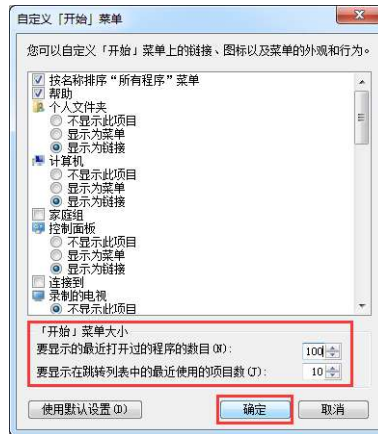 自定义「开始」菜单
您可以自定义「开始」菜单上的链接、图标以及菜单的外观和行为。
按名称排序“所有程序”菜单
帮助
个人文件夹
不显示此项目
显示为菜单
显示为链接
计算机
不显示此项目
显示为菜单
显示为链接
家庭组
控制面板
不显示此项目
显示为菜单
显示为链接
连接到
录制的电视
不显示此项目
「开始」菜单大小
要显示的最近打开过的程序的数目(N): 100
要显示在跳转列表中的最近使用的项目数(J): 10
使用默认设置(D) 确定 取消